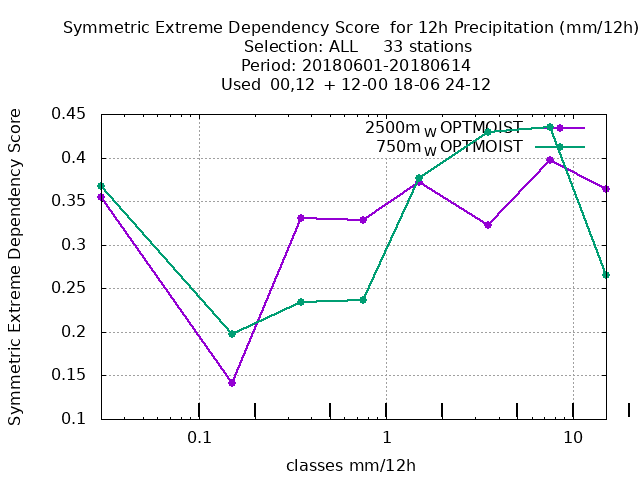 Symmetric Extreme Dependency Score  for 12h Precipitation (mm/12h)
Selection: ALL     33 stations
Period: 20180601-20180614
Used  00,12  + 12-00 18-06 24-12
Symmetric Extreme Dependency Score
0.45
0.4
0.35
0.3
0.25
0.2
0.15
0.1
2500m W OPTMOIST
750m W OPTMOIST
0.1 1 10
classes mm/12h